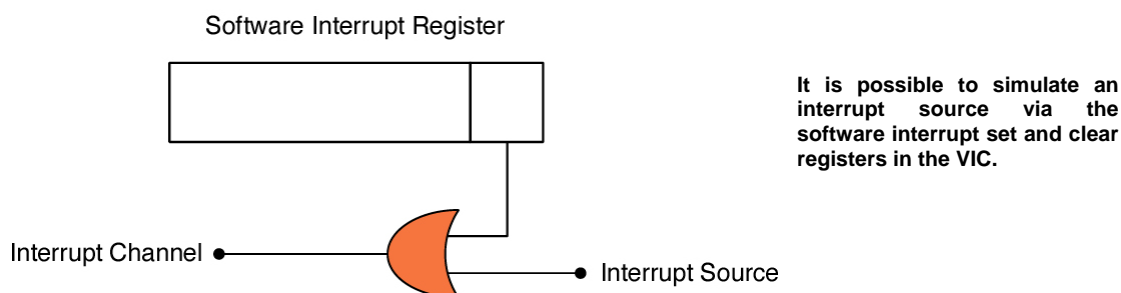 Software Interrupt Register
It is possible to simulate an
interrupt source via the
software interrupt set and clear
registers in the VIC.
Interrupt Channel
Interrupt Source